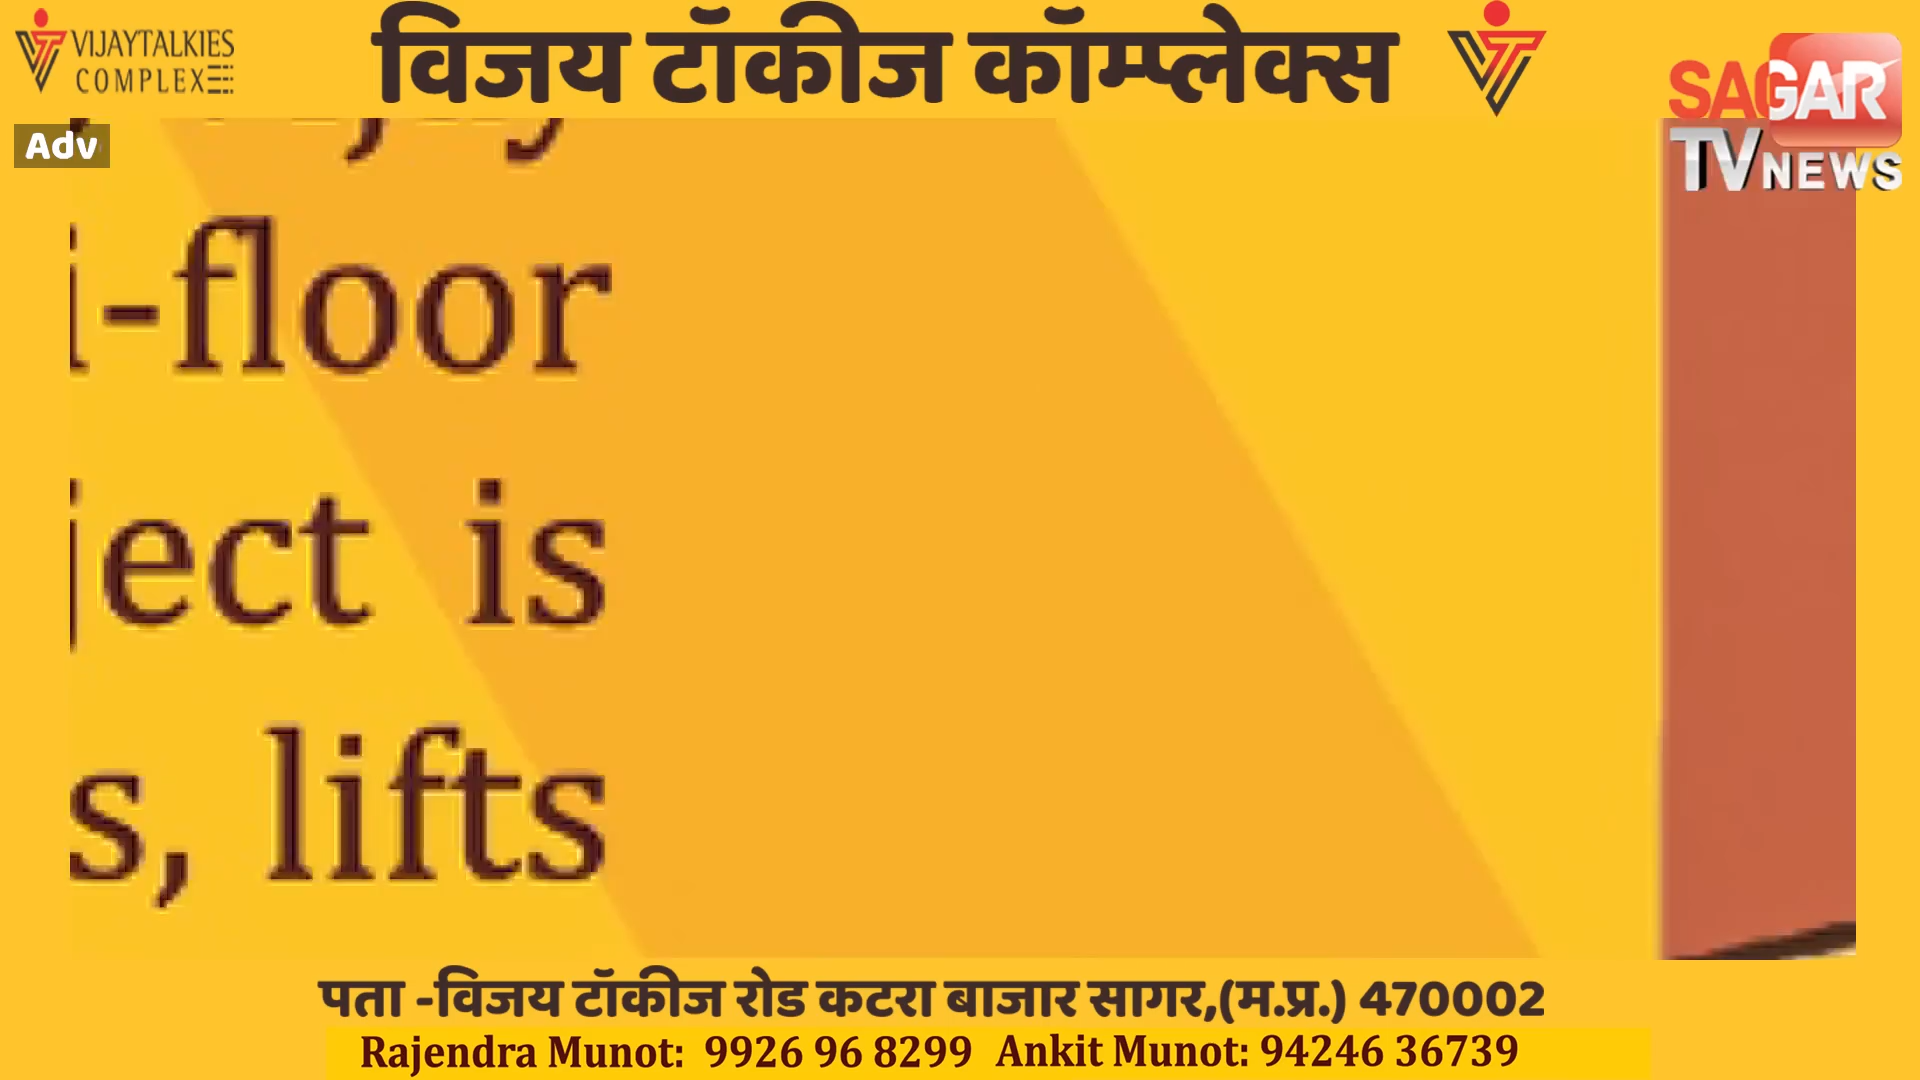 VIJAYTALKIES
COMPLEX
विजय टॉकीज कॉम्प्लेक्स
SAGAR
TV NEWS
Adv
i-floor
ject is
s, lifts
पता -विजय टॉकीज रोड कटरा बाजार सागर,(म.प्र.) 470002
Rajendra Munot: 9926 96 8299 Ankit Munot: 94246 36739